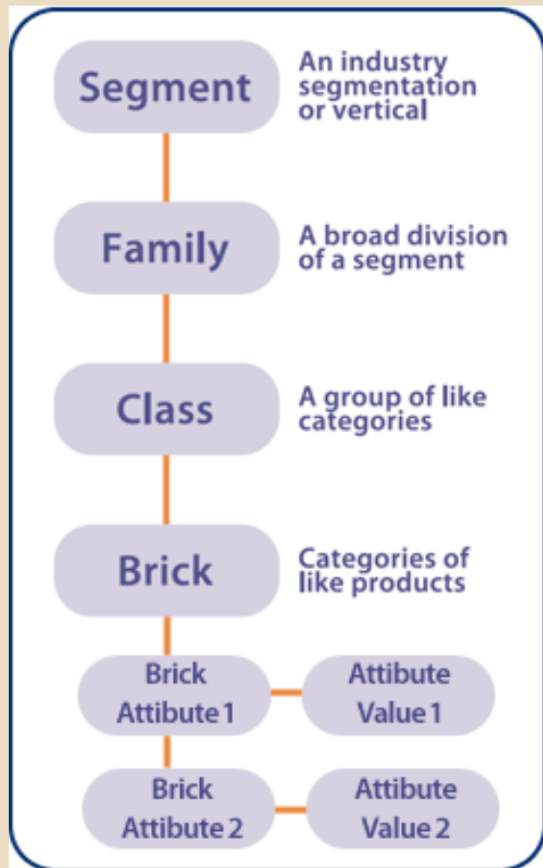 Segment
An industry
segmentation
or vertical
Family
A broad division
of a segment
Class
A group of like
categories
Brick
Categories of
like products
Brick
Attibute 1
Attibute
Value 1
Brick
Attibute 2
Attibute
Value 2